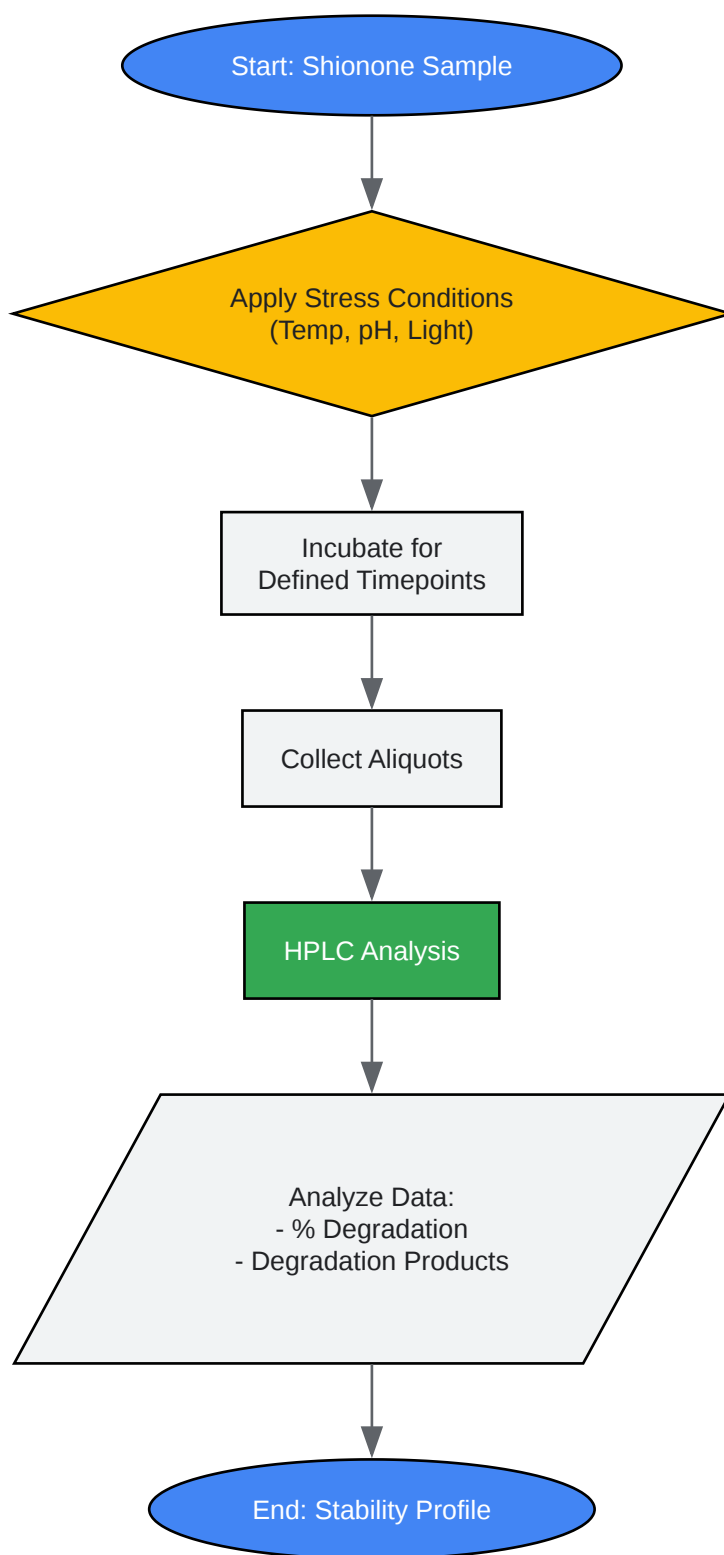 Start: Shionone Sample
Apply Stress Conditions
(Temp, pH, Light)
Incubate for
Defined Timepoints
Collect Aliquots
HPLC Analysis
Analyze Data:
- % Degradation
- Degradation Products
End: Stability Profile